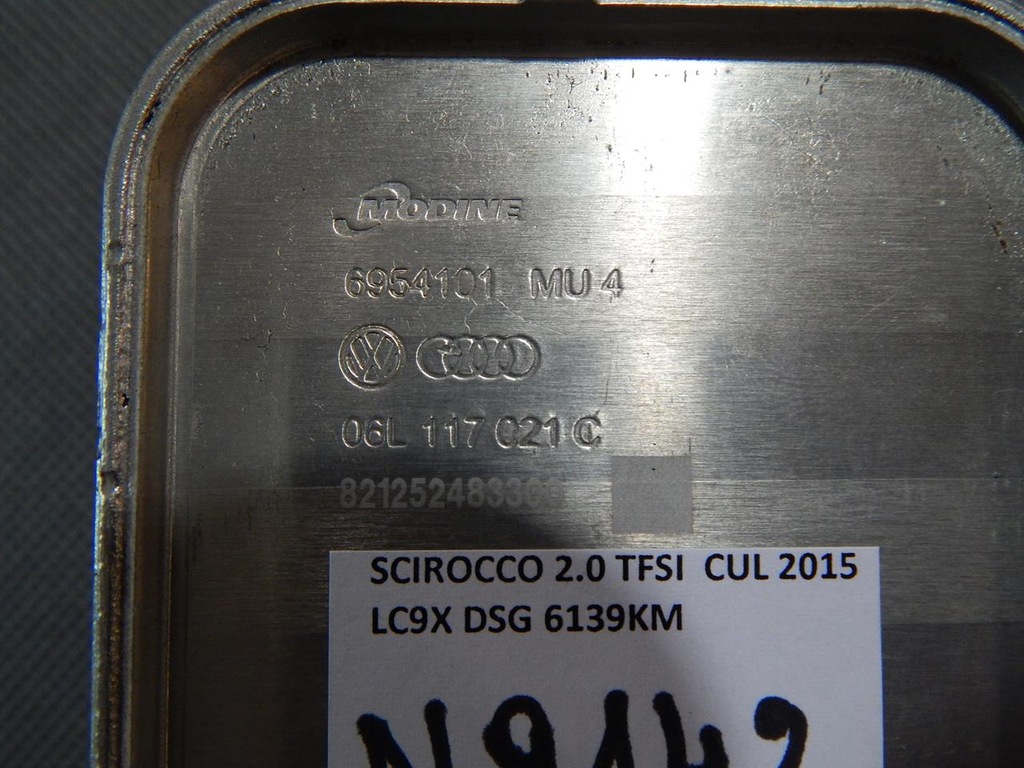 MODINE
6954101 MU 4
06L 117 021 C
SCIROCCO 2.0 TFSI CUL 2015
LC9X DSG 6139KM